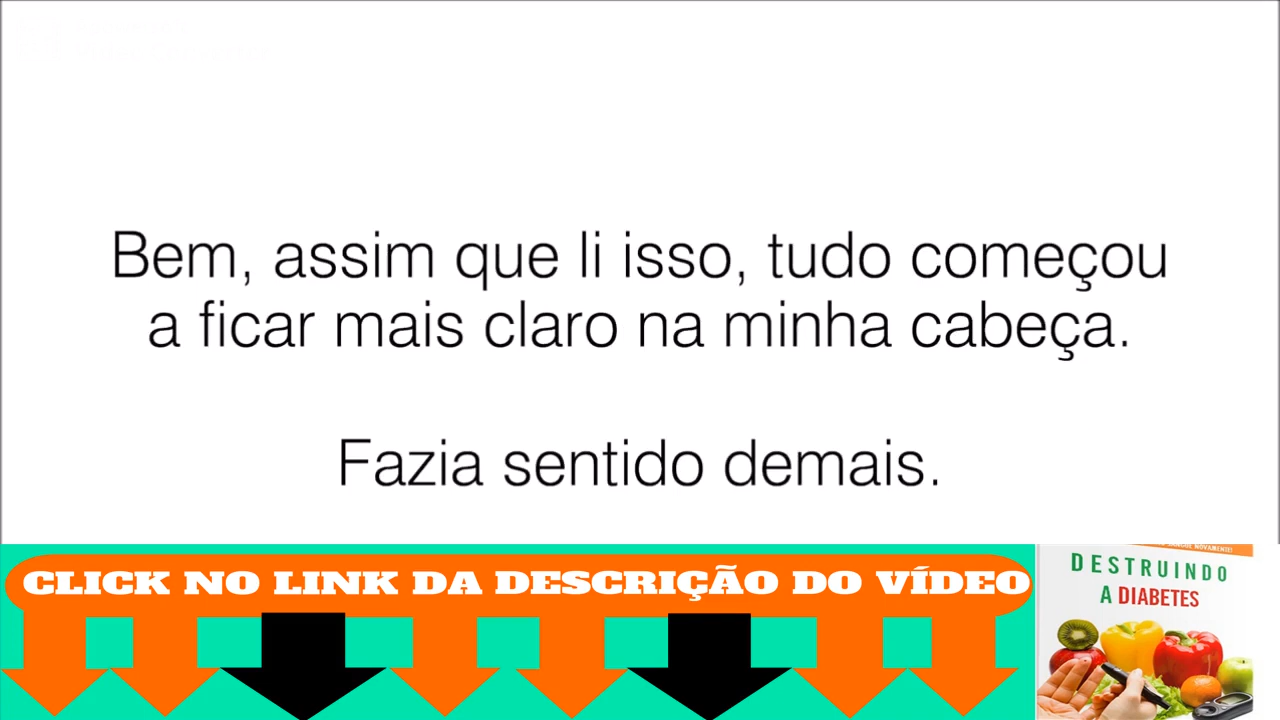 Bem, assim que li isso, tudo começou
a ficar mais claro na minha cabeça.
Fazia sentido demais.
CLICK NO LINK DA DESCRIÇÃO DO VÍDEO
NOVAMENTE!
DESTRUINDO
A DIABETES